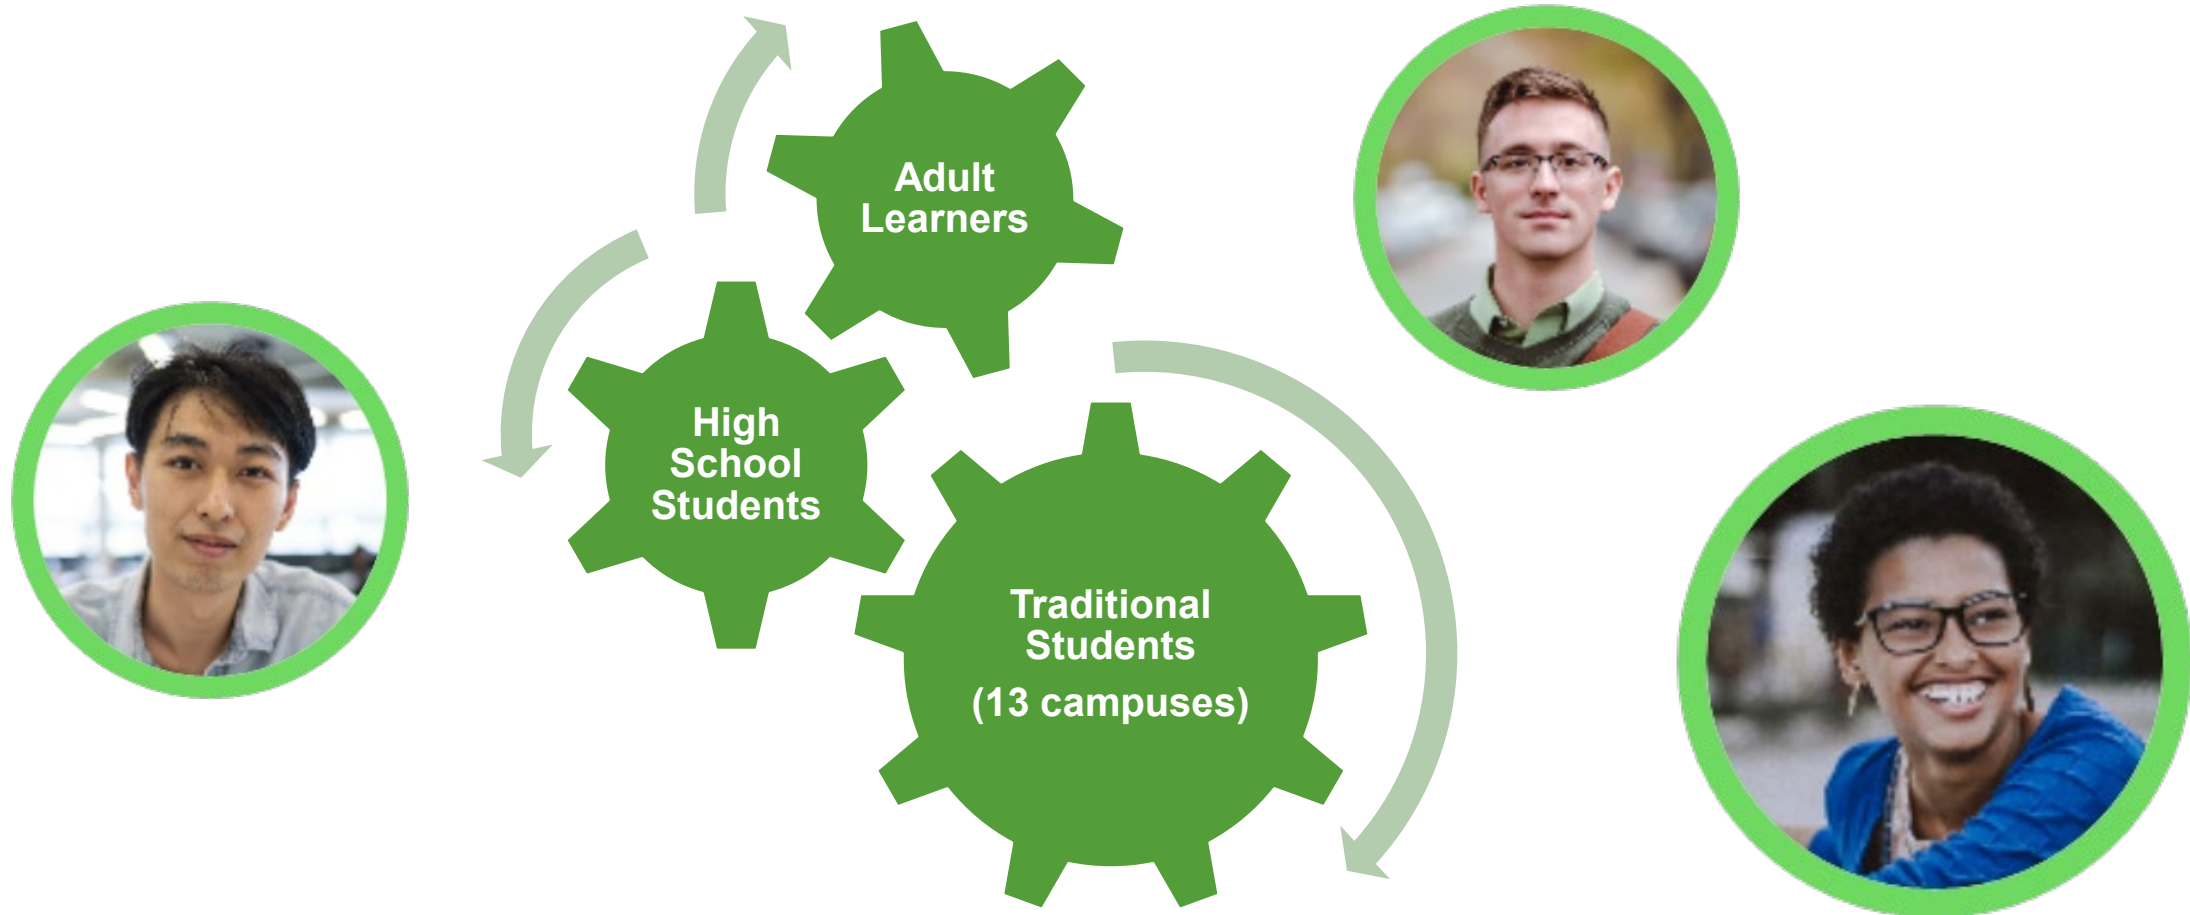 Adult
Learners
High
School
Students
Traditional
Students
(13 campuses)